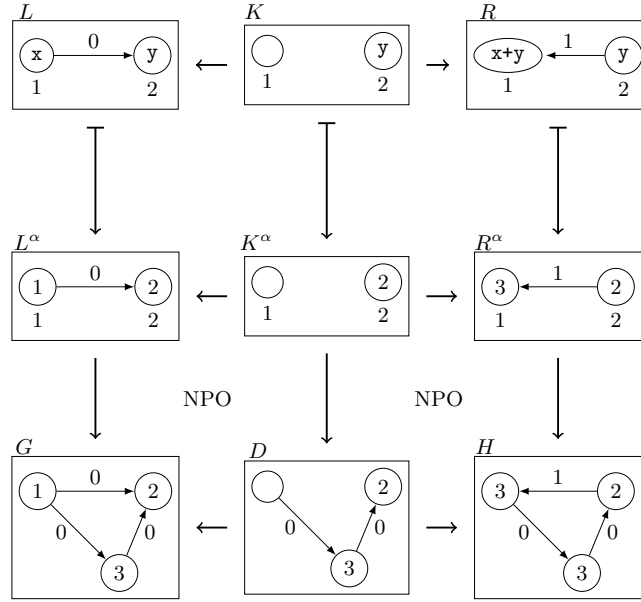 L K R
x 0 y y x+y 1 y
1 2 1 2 1 2
L^α K^α R^α
1 0 2 2 3 1 2
1 2 1 2 1 2
NPO NPO
G D H
1 0 2 2 3 1 2
0 0 0 0 0 0
3 3 3